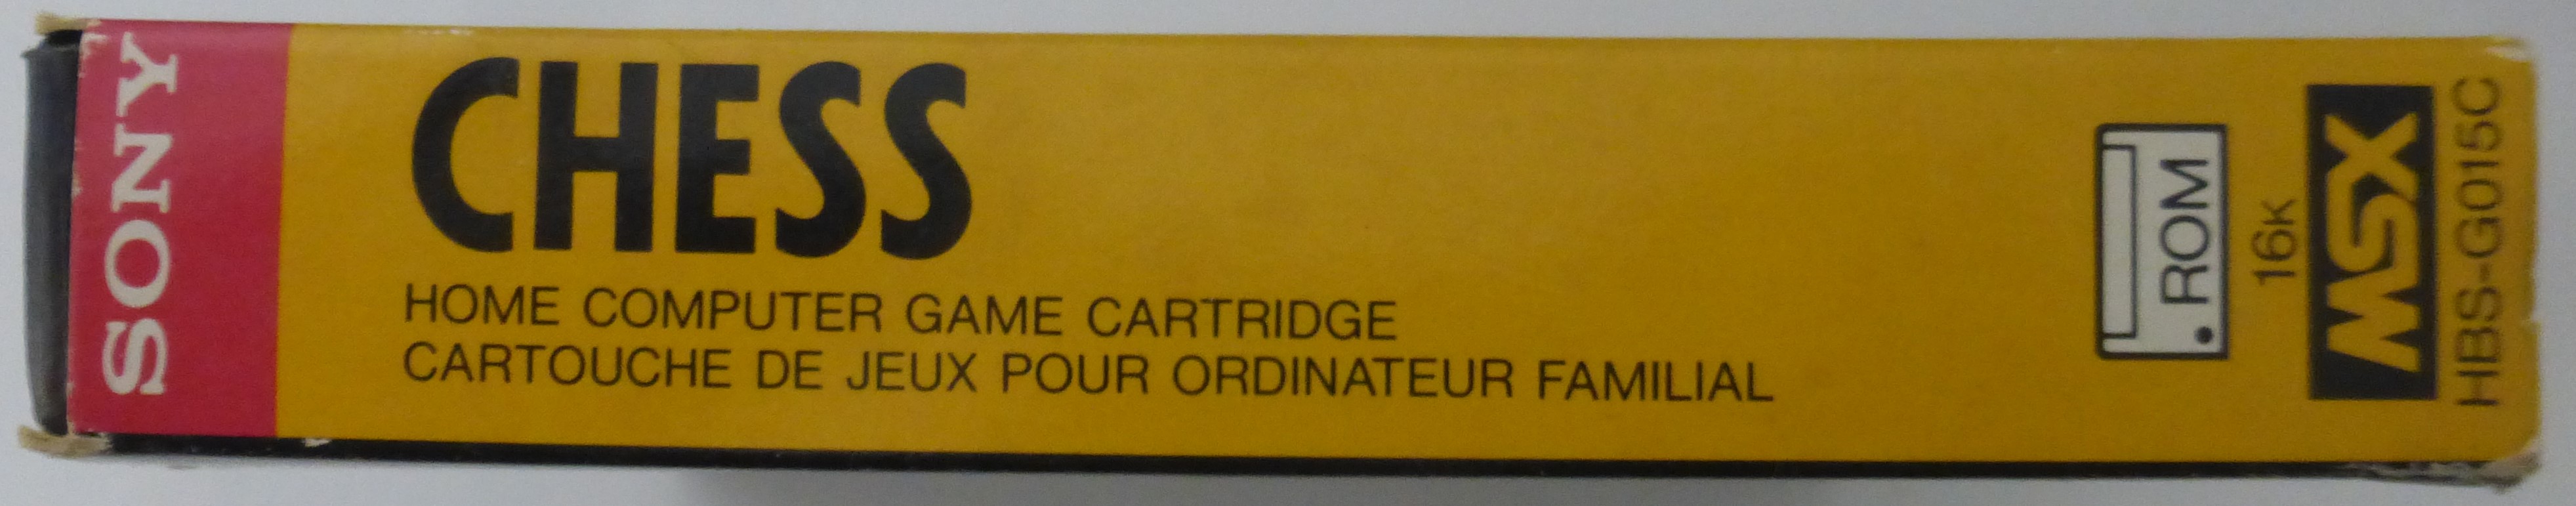 SONY
CHESS
HOME COMPUTER GAME CARTRIDGE
CARTOUCHE DE JEUX POUR ORDINATEUR FAMILIAL
ROM
16K
MSX
HBS-G015C